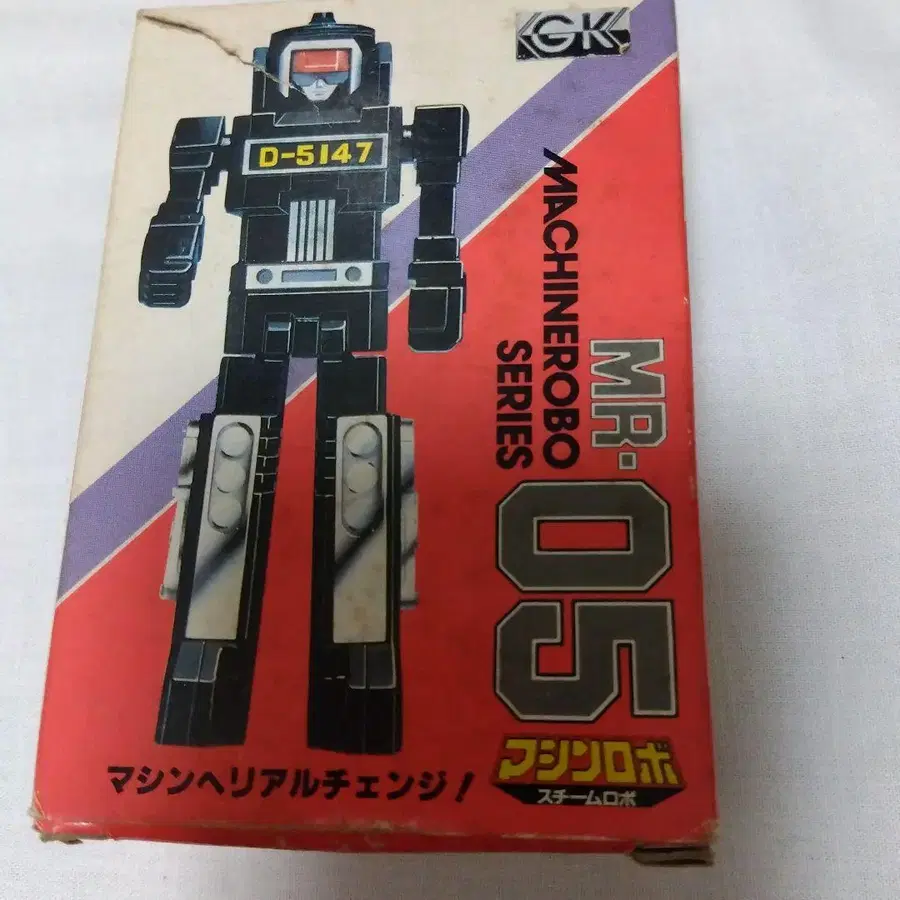 GK
D-5147
MACHINEROBO
SERIES
MR-05
マシンロボ
スチームロボ
マシンへリアルチェンジ!